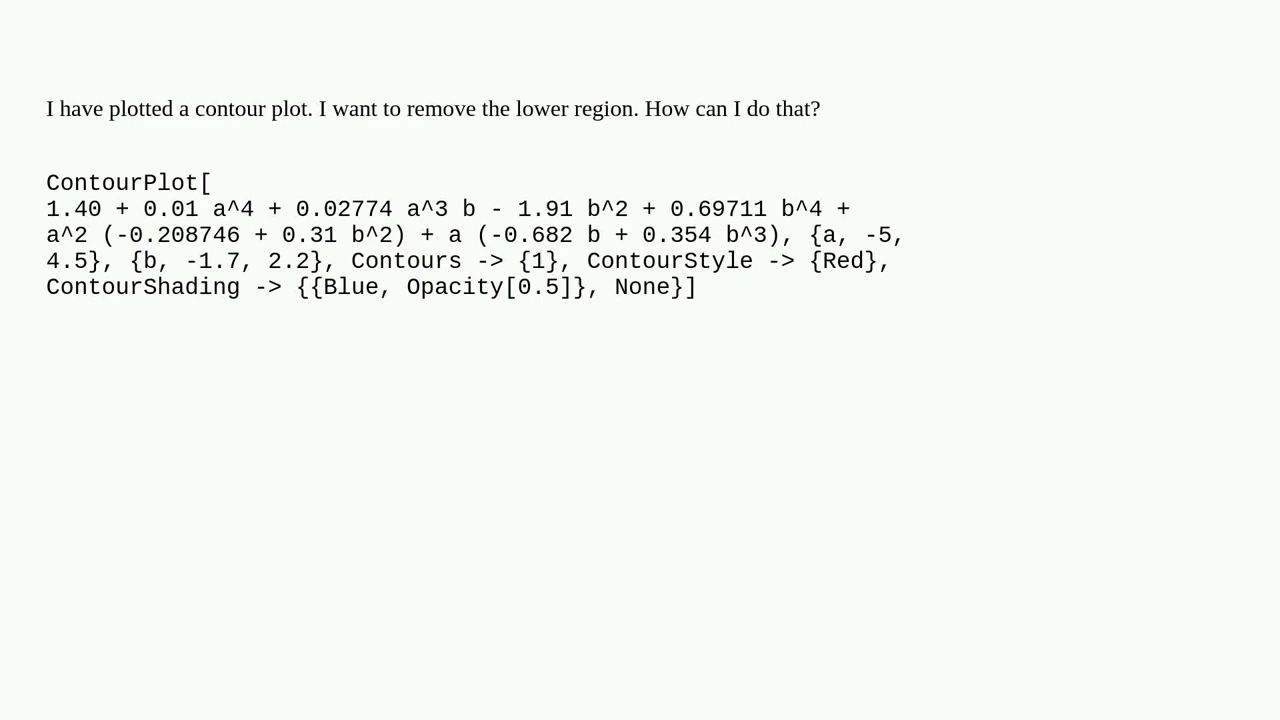 I have plotted a contour plot. I want to remove the lower region. How can I do that?
ContourPlot[
1.40 + 0.01 a^4 + 0.02774 a^3 b - 1.91 b^2 + 0.69711 b^4 +
a^2 (-0.208746 + 0.31 b^2) + a (-0.682 b + 0.354 b^3), {a, -5,
4.5}, {b, -1.7, 2.2}, Contours -> {1}, ContourStyle -> {Red},
ContourShading -> {{Blue, Opacity[0.5]}, None}]